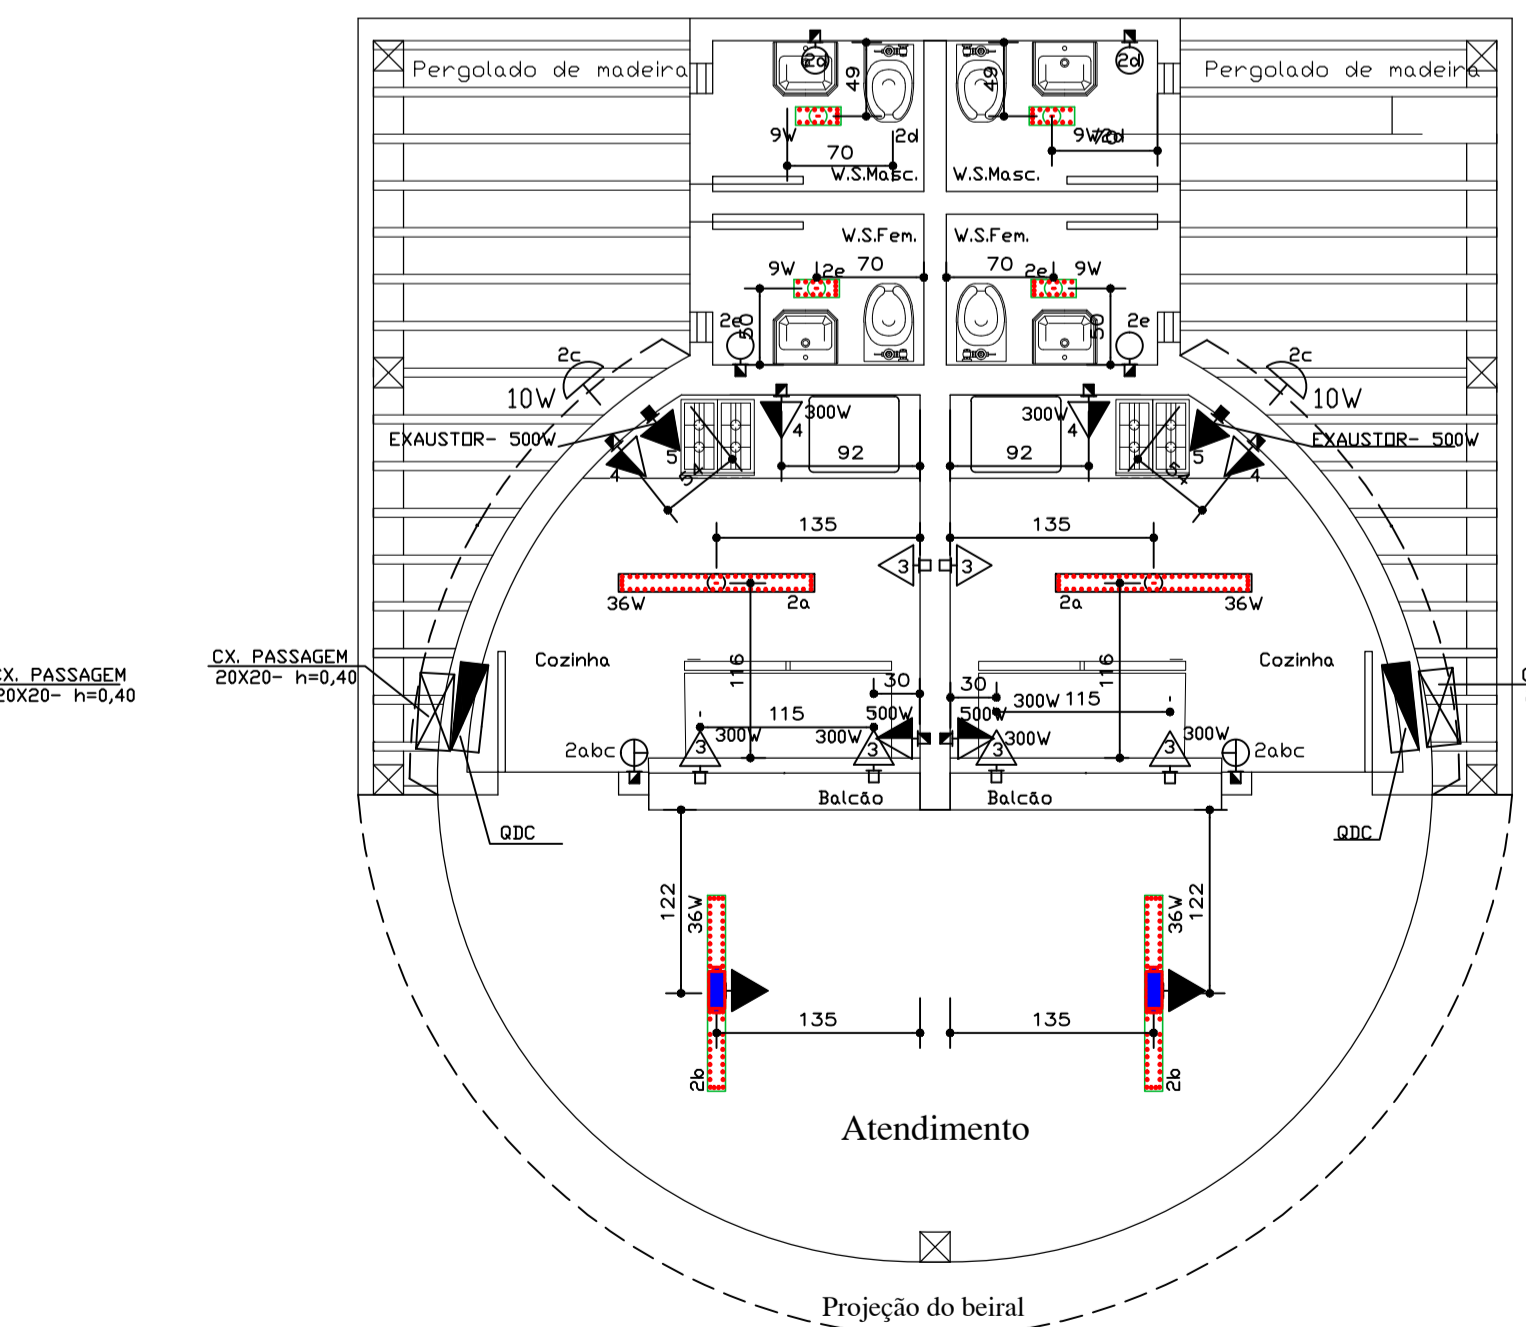 Pergolado de madeira
2d
49
9W
2d
70
W.S.Masc.
49
2d
9W 2d
70
W.S.Masc.
Pergolado de madeira
W.S.Fem.
W.S.Fem.
9W
2e
70
70
2e
9W
2e
50
50
2e
2c
10W
2c
10W
EXAUSTOR- 500W
5
4
54
300W
4
92
300W
4
92
54
5
4
EXAUSTOR- 500W
135
135
3
3
36W
2a
2a
36W
Cozinha
Cozinha
116
116
CX. PASSAGEM
20X20- h=0,40
CX. PASSAGEM
20X20- h=0,40
30
30
115
500W
300W
300W
3
3
500W
300W
115
300W
300W
3
3
2abc
2abc
Balcão
Balcão
QDC
QDC
122
36W
36W
122
135
135
2b
2b
Atendimento
Projeção do beiral